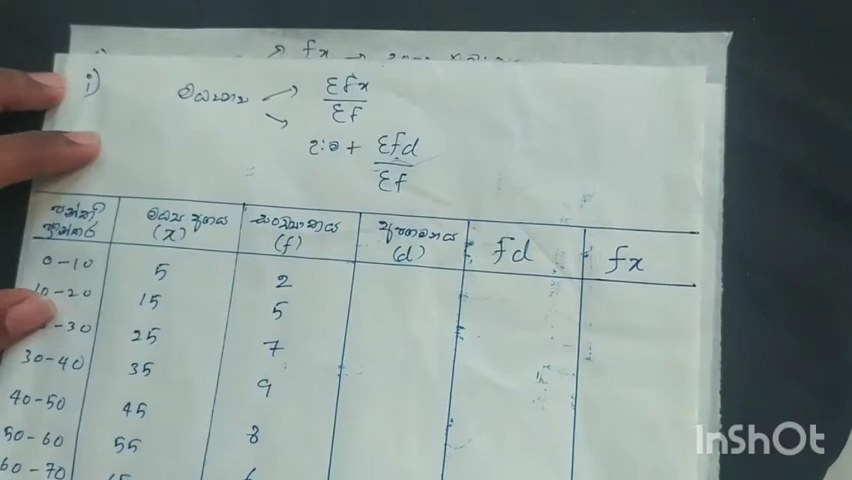 → fx →
i)
මධ්‍යන්‍ය → Σfx / Σf
→ උ:ම + Σfd / Σf
පන්ති ප්‍රාන්තර | මධ්‍ය අගය (x) | සංඛ්‍යාතය (f) | අපගමනය (d) | fd | fx
0-10 5 2
10-20 15 5
-30 25 7
30-40 35 9
40-50 45 8
50-60 55
60-70
InShOt